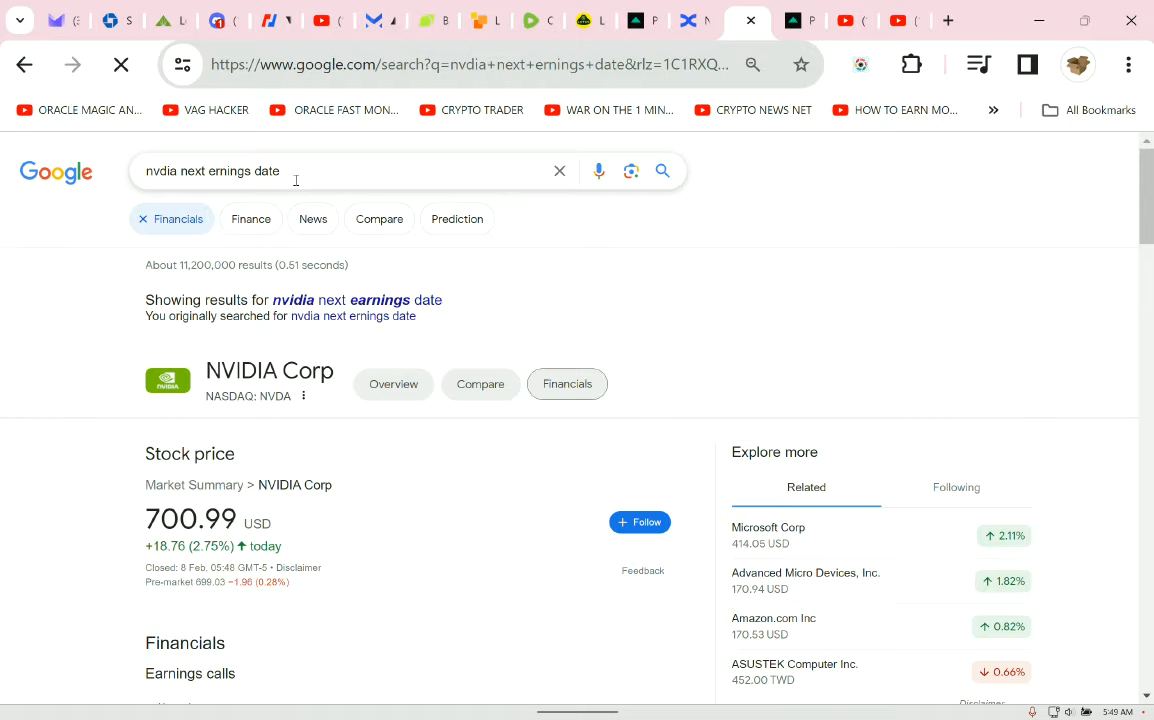 https://www.google.com/search?q=nvdia+next+ernings+date&rlz=1C1RXQ...
ORACLE MAGIC AN...
VAG HACKER
ORACLE FAST MON...
CRYPTO TRADER
WAR ON THE 1 MIN...
CRYPTO NEWS NET
HOW TO EARN MO...
»
All Bookmarks
Google
nvdia next ernings date
Financials
Finance
News
Compare
Prediction
About 11,200,000 results (0.51 seconds)
Showing results for nvidia next earnings date
You originally searched for nvdia next ernings date
NVIDIA Corp
NASDAQ: NVDA
Overview
Compare
Financials
Stock price
Market Summary > NVIDIA Corp
700.99 USD
+18.76 (2.75%) ↑ today
Closed: 8 Feb, 05:48 GMT-5 • Disclaimer
Pre-market 699.03 −1.96 (0.28%)
+ Follow
Feedback
Financials
Earnings calls
Explore more
Related
Following
Microsoft Corp
414.05 USD
↑ 2.11%
Advanced Micro Devices, Inc.
170.94 USD
↑ 1.82%
Amazon.com Inc
170.53 USD
↑ 0.82%
ASUSTEK Computer Inc.
452.00 TWD
↓ 0.66%
Disclaimer
5:49 AM